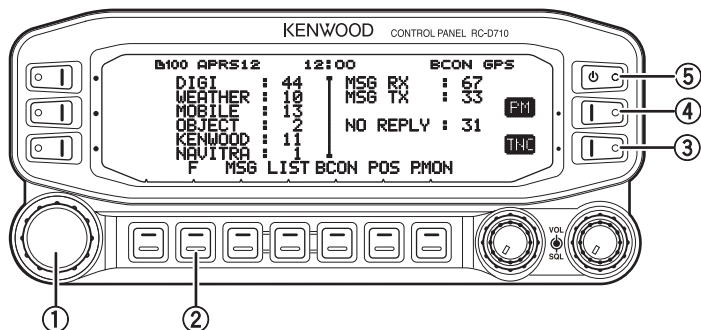 KENWOOD CONTROL PANEL RC-D710
100 APRS12 12:00 BCON GPS
DIGI : 44 MSG RX : 67
WEATHER : 10 MSG TX : 33
MOBILE : 13
OBJECT : 2 NO REPLY : 31
KENWOOD : 11
NAVITRA : 1
PM
TNC
F MSG LIST BCON POS P.MON
VOL
SQL
5
4
3
1
2